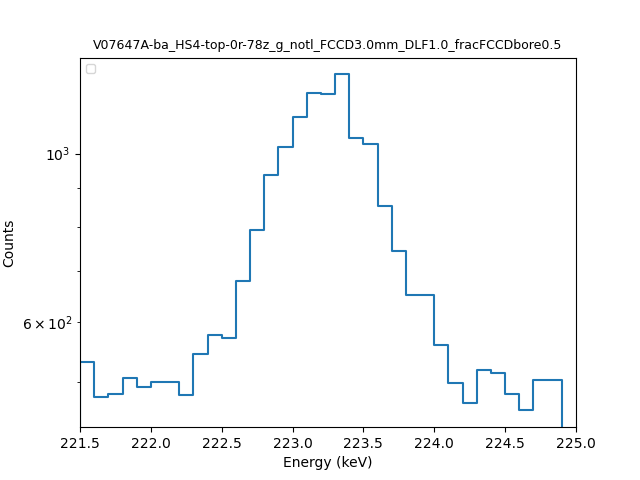 V07647A-ba_HS4-top-0r-78z_g_notl_FCCD3.0mm_DLF1.0_fracFCCDbore0.5
10³
6 × 10²
Counts
221.5 222.0 222.5 223.0 223.5 224.0 224.5 225.0
Energy (keV)